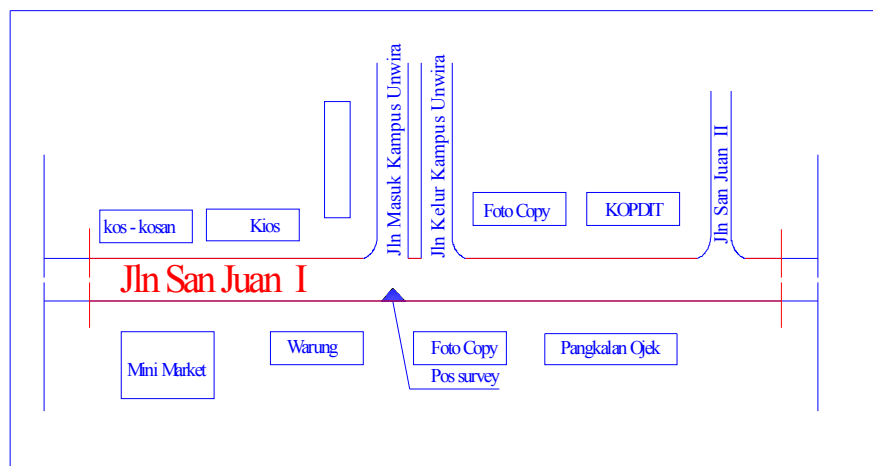 Jln Masuk Kampus Unwira
Jln Kelur Kampus Unwira
Jln San Juan II
kos - kosan
Kios
Foto Copy
KOPDIT
Jln San Juan I
Mini Market
Warung
Foto Copy
Pangkalan Ojek
Pos survey